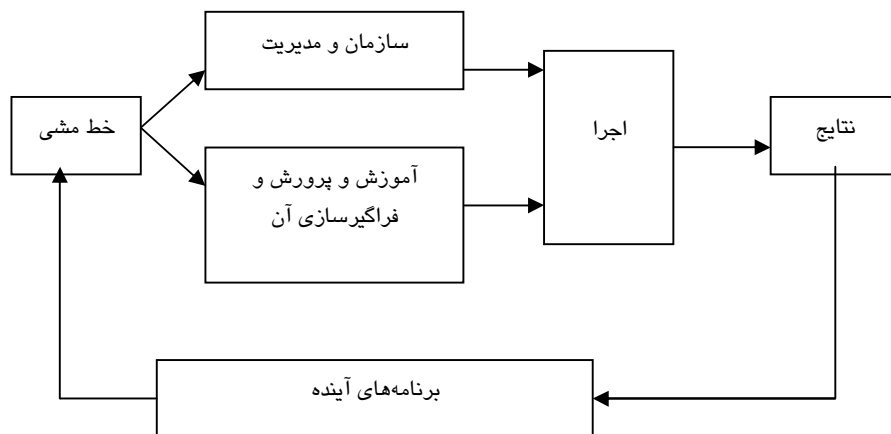 سازمان و مدیریت
خط مشی
آموزش و پرورش و
فراگیرسازی آن
اجرا
نتایج
برنامه‌های آینده